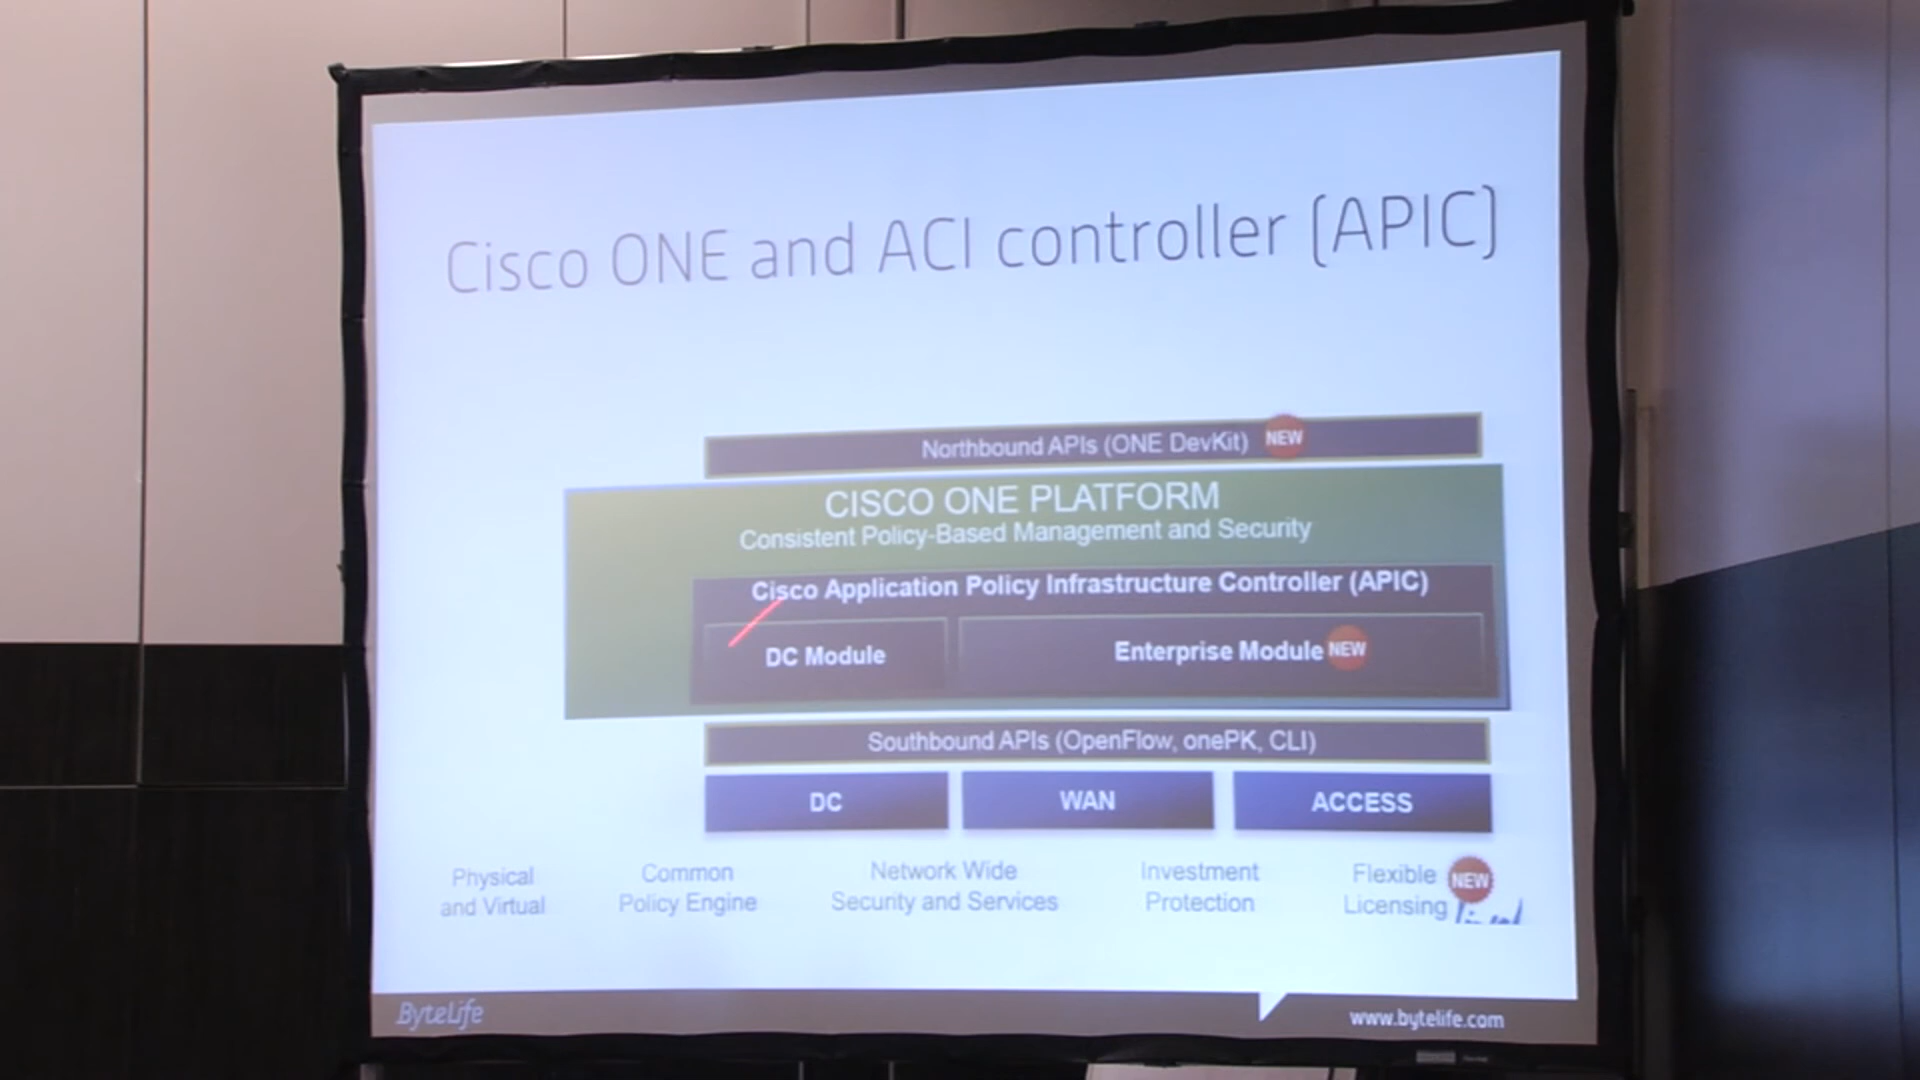 Cisco ONE and ACI controller (APIC)
Northbound APIs (ONE DevKit) NEW
CISCO ONE PLATFORM
Consistent Policy-Based Management and Security
Cisco Application Policy Infrastructure Controller (APIC)
DC Module
Enterprise Module NEW
Southbound APIs (OpenFlow, onePK, CLI)
DC
WAN
ACCESS
Physical
and Virtual
Common
Policy Engine
Network Wide
Security and Services
Investment
Protection
Flexible
Licensing
NEW
ByteLife
www.bytelife.com